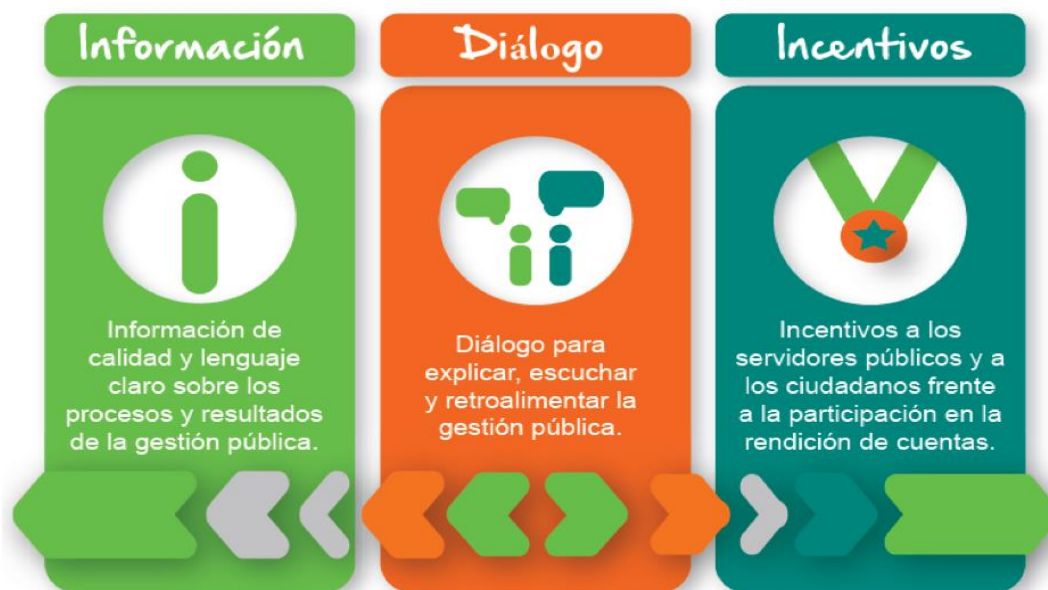 Información
Información de
calidad y lenguaje
claro sobre los
procesos y resultados
de la gestión pública.
Diálogo
Diálogo para
explicar, escuchar
y retroalimentar la
gestión pública.
Incentivos
Incentivos a los
servidores públicos y a
los ciudadanos frente
a la participación en la
rendición de cuentas.